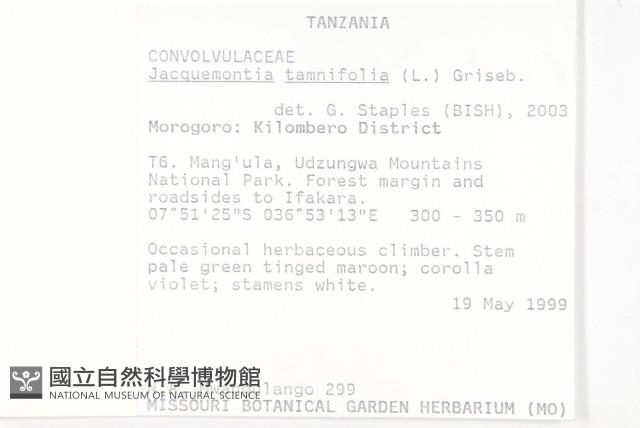 TANZANIA
CONVOLVULACEAE
Jacquemontia tamnifolia (L.) Griseb.
det. G. Staples (BISH), 2003
Morogoro: Kilombero District
T6. Mang'ula, Udzungwa Mountains
National Park. Forest margin and
roadsides to Ifakara.
07°51'25"S 036°53'13"E 300 - 350 m
Occasional herbaceous climber. Stem
pale green tinged maroon; corolla
violet; stamens white.
19 May 1999
299
國立自然科學博物館
NATIONAL MUSEUM OF NATURAL SCIENCE
MISSOURI BOTANICAL GARDEN HERBARIUM (MO)